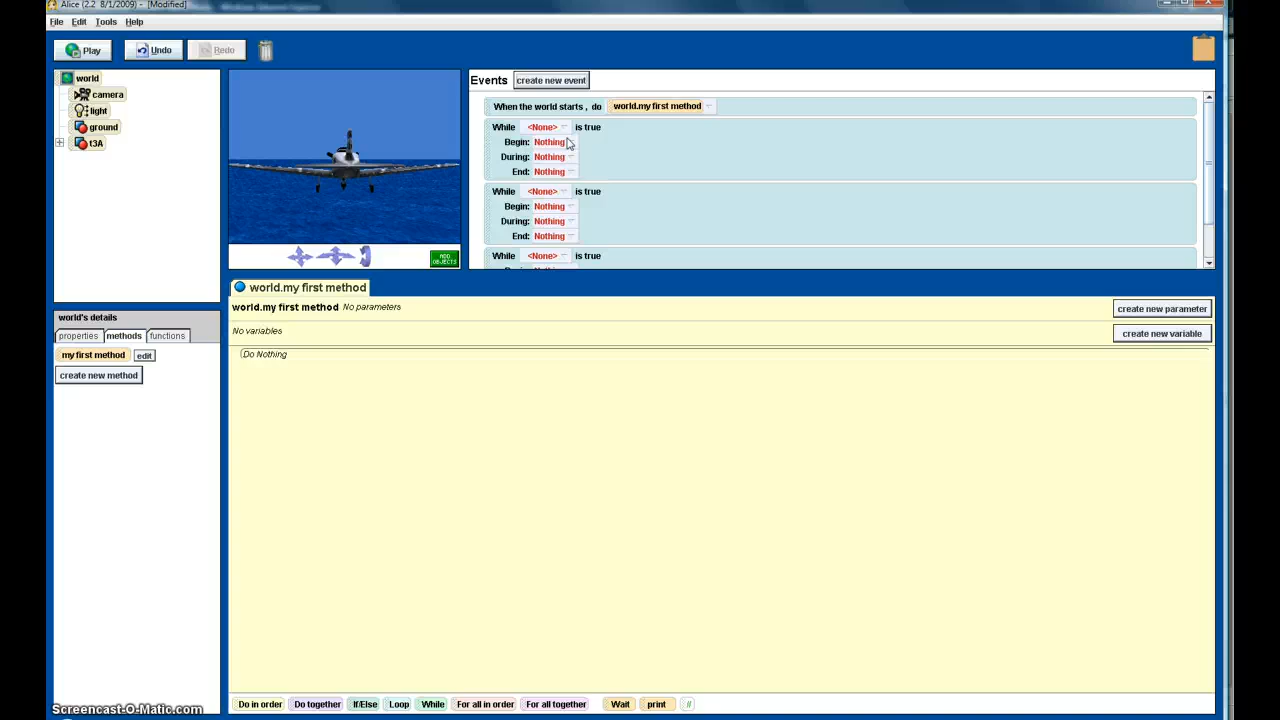 Alice (2.2 8/1/2009) - [Modified]
File Edit Tools Help
Play Undo Redo
world
camera
light
ground
t3A
ADD OBJECTS
Events create new event
When the world starts, do world.my first method
While <None> is true
Begin: Nothing
During: Nothing
End: Nothing
While <None> is true
Begin: Nothing
During: Nothing
End: Nothing
While <None> is true
world's details
properties methods functions
my first method edit
create new method
world.my first method
world.my first method No parameters
create new parameter
No variables
create new variable
Do Nothing
Do in order Do together If/Else Loop While For all in order For all together Wait print //
Screencast-O-Matic.com